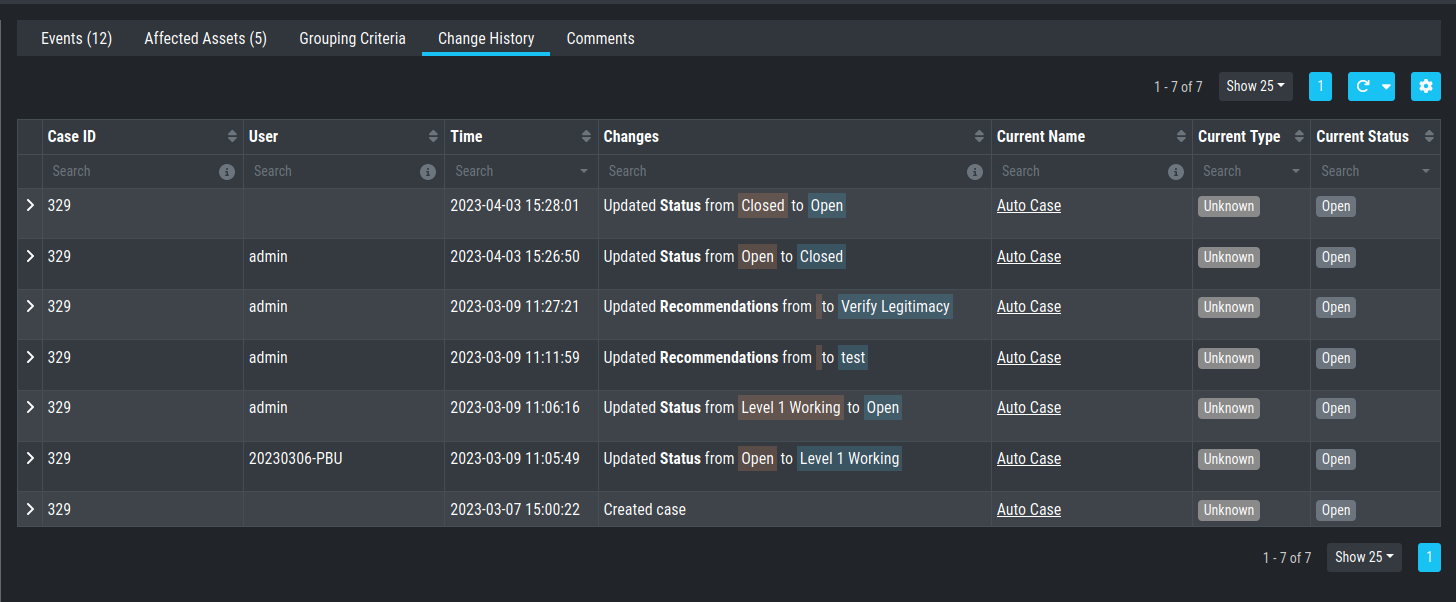 Events (12) Affected Assets (5) Grouping Criteria Change History Comments
1 - 7 of 7 Show 25 1
Case ID User Time Changes Current Name Current Type Current Status
Search Search Search Search Search Search Search
329 2023-04-03 15:28:01 Updated Status from Closed to Open Auto Case Unknown Open
329 admin 2023-04-03 15:26:50 Updated Status from Open to Closed Auto Case Unknown Open
329 admin 2023-03-09 11:27:21 Updated Recommendations from to Verify Legitimacy Auto Case Unknown Open
329 admin 2023-03-09 11:11:59 Updated Recommendations from to test Auto Case Unknown Open
329 admin 2023-03-09 11:06:16 Updated Status from Level 1 Working to Open Auto Case Unknown Open
329 20230306-PBU 2023-03-09 11:05:49 Updated Status from Open to Level 1 Working Auto Case Unknown Open
329 2023-03-07 15:00:22 Created case Auto Case Unknown Open
1 - 7 of 7 Show 25 1